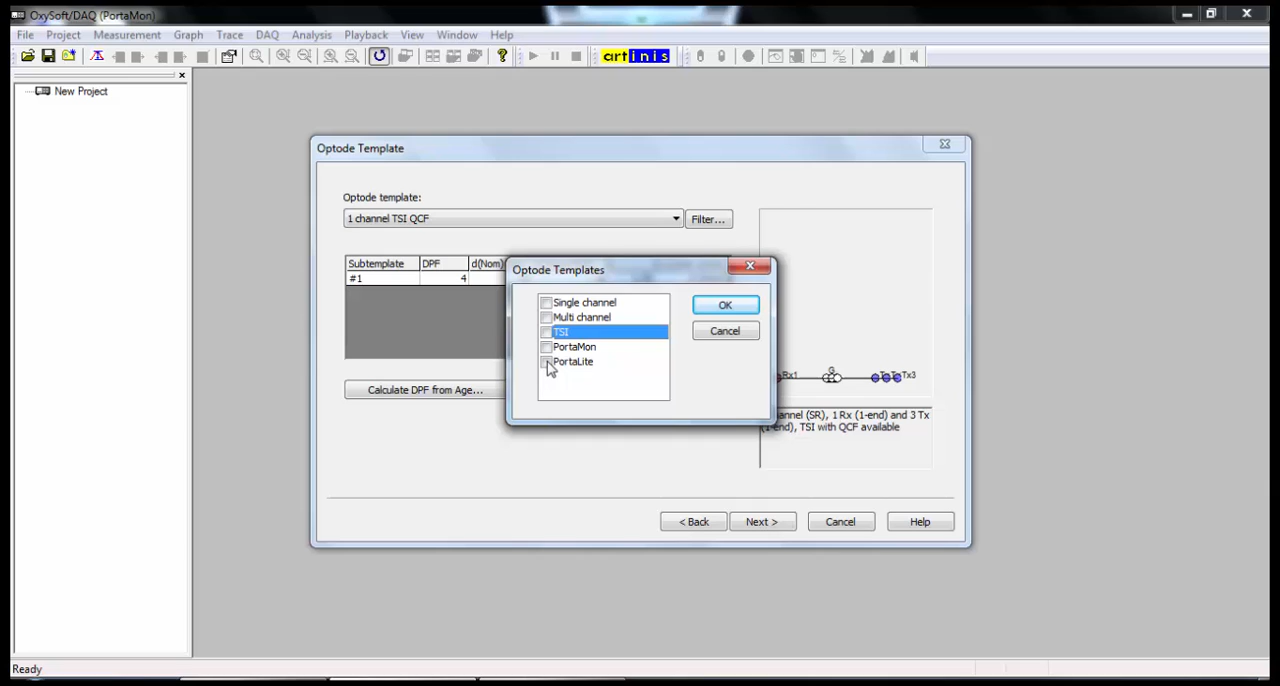 OxySoft/DAQ (PortaMon)
File Project Measurement Graph Trace DAQ Analysis Playback View Window Help
artinis
New Project
Optode Template
Optode template:
1 channel TSI QCF
Filter...
Subtemplate DPF d(Nom)
#1 4
Calculate DPF from Age...
Optode Templates
Single channel
Multi channel
TSI
PortaMon
PortaLite
OK
Cancel
Rx1 G Tx3
(SR), 1 Rx (1-end) and 3 Tx
(1-end), TSI with QCF available
< Back Next > Cancel Help
Ready